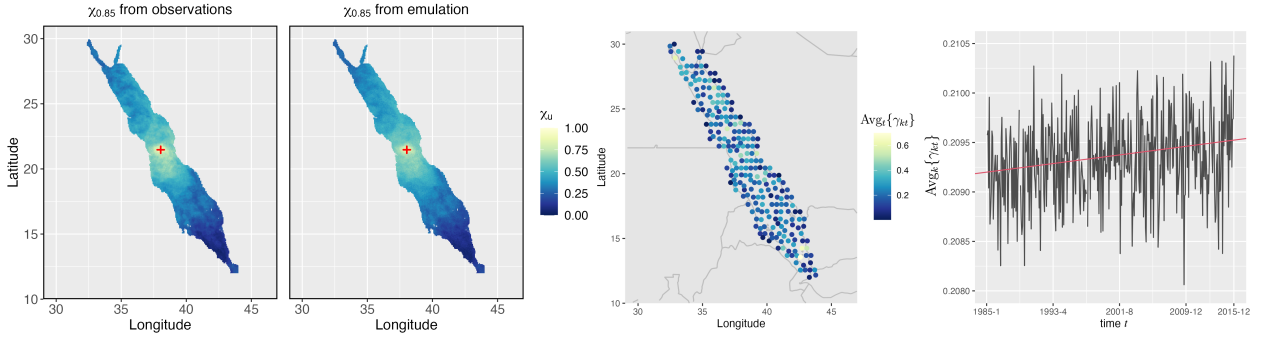 χ0.85 from observations
χ0.85 from emulation
30
25
20
15
10
Latitude
30 35 40 45
Longitude
30 35 40 45
Longitude
χu
1.00
0.75
0.50
0.25
0.00
30
25
20
15
10
Latitude
30 35 40 45
Longitude
Avgt{γkt}
0.6
0.4
0.2
Avgk{γkt}
0.2105
0.2100
0.2095
0.2090
0.2085
0.2080
1985-1 1993-4 2001-8 2009-12 2015-12
time t